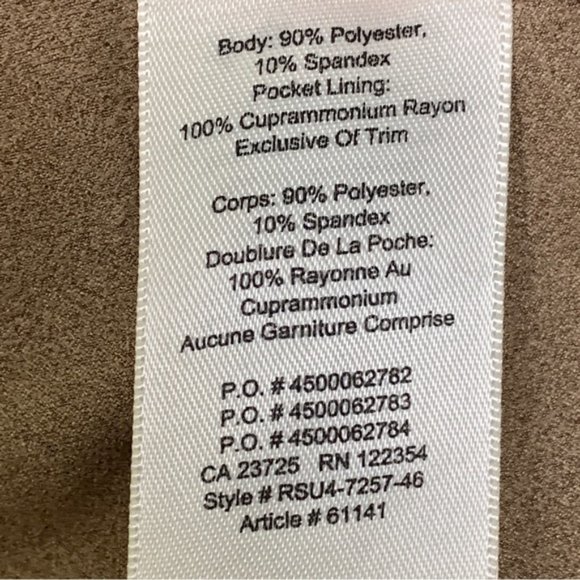 Body: 90% Polyester,
10% Spandex
Pocket Lining:
100% Cuprammonium Rayon
Exclusive Of Trim
Corps: 90% Polyester,
10% Spandex
Doublure De La Poche:
100% Rayonne Au
Cuprammonium
Aucune Garniture Comprise
P.O. # 4500062782
P.O. # 4500062783
P.O. # 4500062784
CA 23725 RN 122354
Style # RSU4-7257-46
Article # 61141